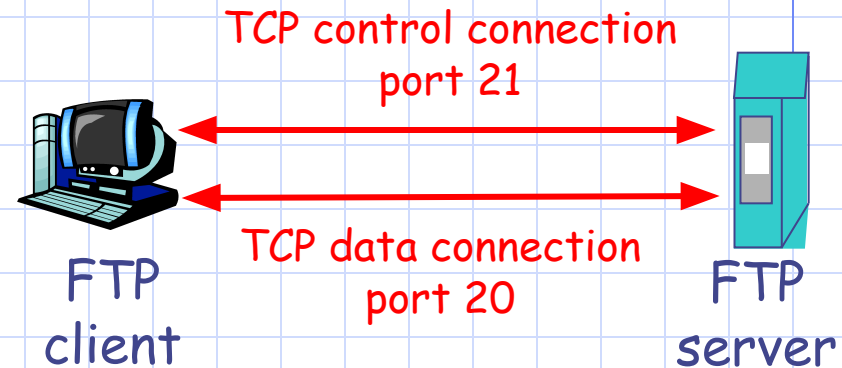 TCP control connection
port 21
TCP data connection
port 20
FTP
client
FTP
server